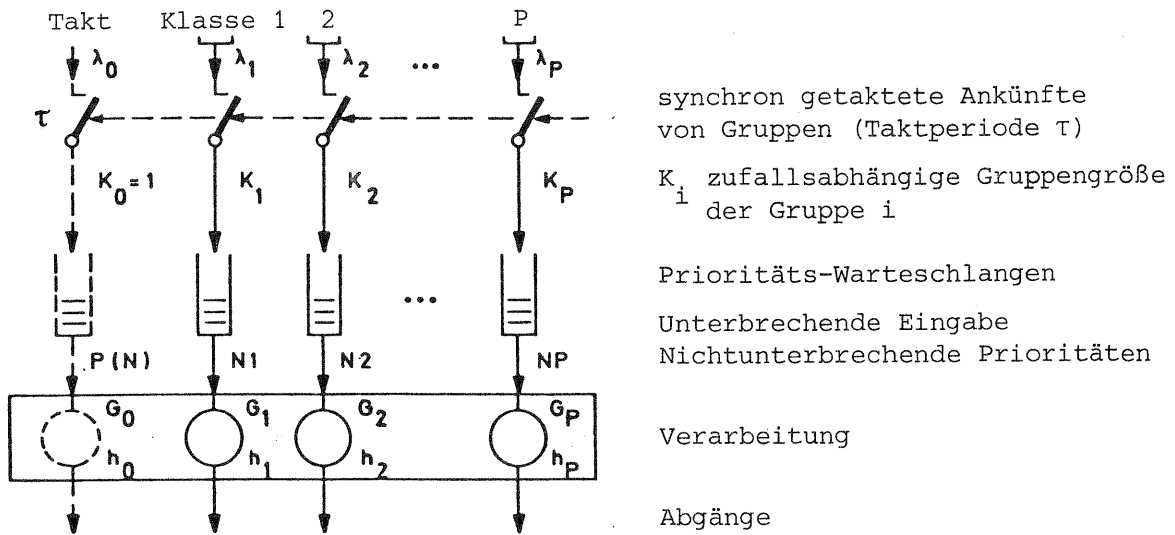 Takt Klasse 1 2 P
λ0 λ1 λ2 ... λP
synchron getaktete Ankünfte
τ
von Gruppen (Taktperiode τ)
K0=1 K1 K2 KP
Ki zufallsabhängige Gruppengröße
der Gruppe i
Prioritäts-Warteschlangen
...
Unterbrechende Eingabe
P(N) N1 N2 NP
Nichtunterbrechende Prioritäten
G0 G1 G2 GP
Verarbeitung
h0 h1 h2 hP
Abgänge